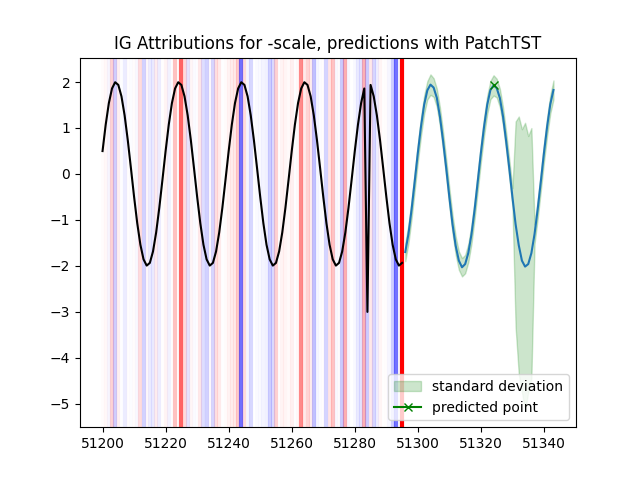 IG Attributions for -scale, predictions with PatchTST
2
1
0
−1
−2
−3
−4
−5
standard deviation
predicted point
51200 51220 51240 51260 51280 51300 51320 51340